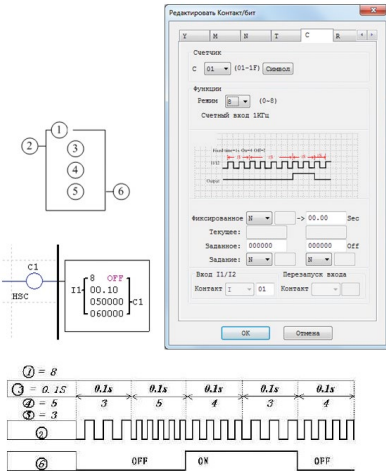 Редактировать Контакт/бит
Y M N T C R
Счетчик
C 01 (01-1F) Символ
Функции
Режим 8 (0-8)
Счетный вход 1КГц
Фиксированное N -> 00.00 Sec
Текущее:
Заданное: 000000 000000 Off
Задание: N N
Вход I1/I2 Перезапуск входа
Контакт I 01 Контакт
OK Отмена
1
2 3
4
5 6
C1
HSC
8 OFF
I1 00.10
050000 C1
060000
① = 8
③ = 0.1S 0.1s 0.1s 0.1s 0.1s 0.1s
④ = 5 3 5 4 3 4
⑤ = 3
②
⑥ OFF ON OFF